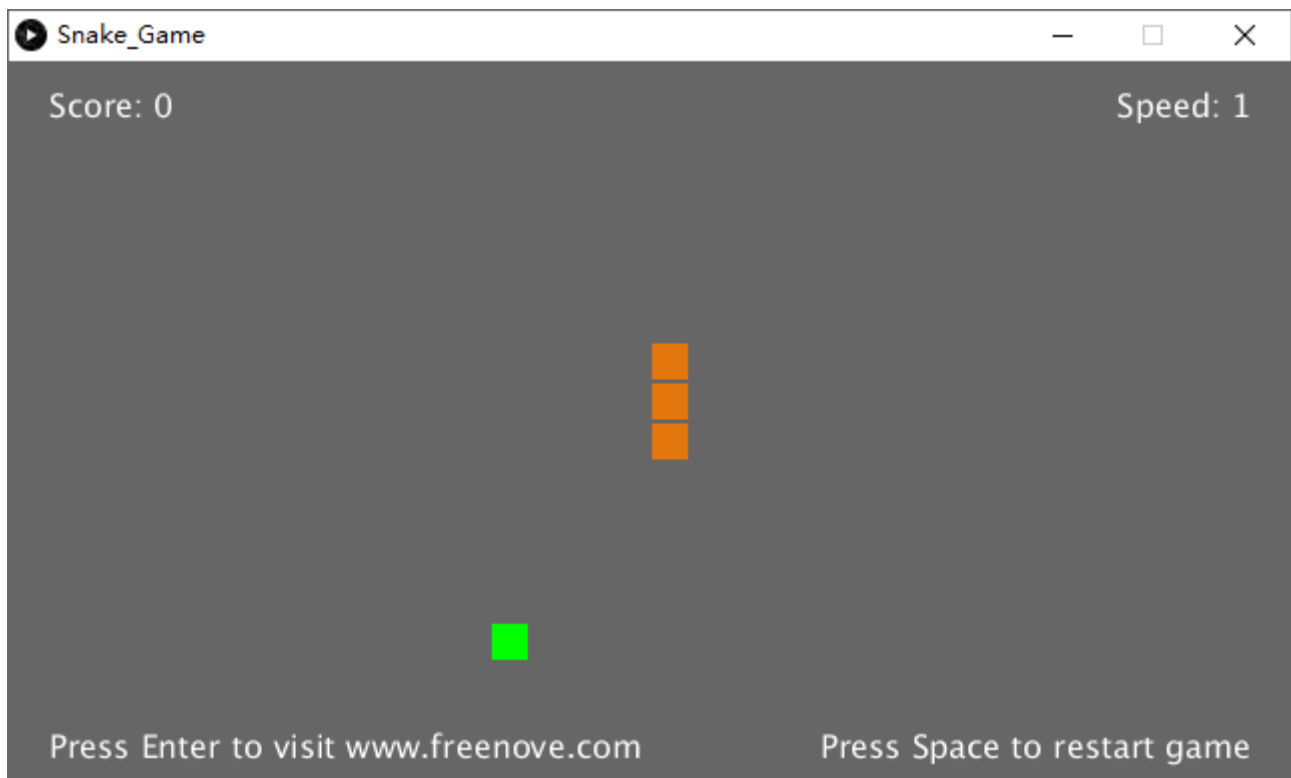 Snake_Game
Score: 0
Speed: 1
Press Enter to visit www.freenove.com
Press Space to restart game